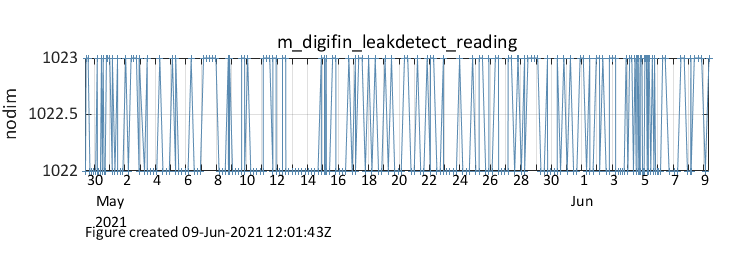 m_digifin_leakdetect_reading
1023
1022.5
1022
nodim
30 2 4 6 8 10 12 14 16 18 20 22 24 26 28 30 1 3 5 7 9
May Jun
2021
Figure created 09-Jun-2021 12:01:43Z